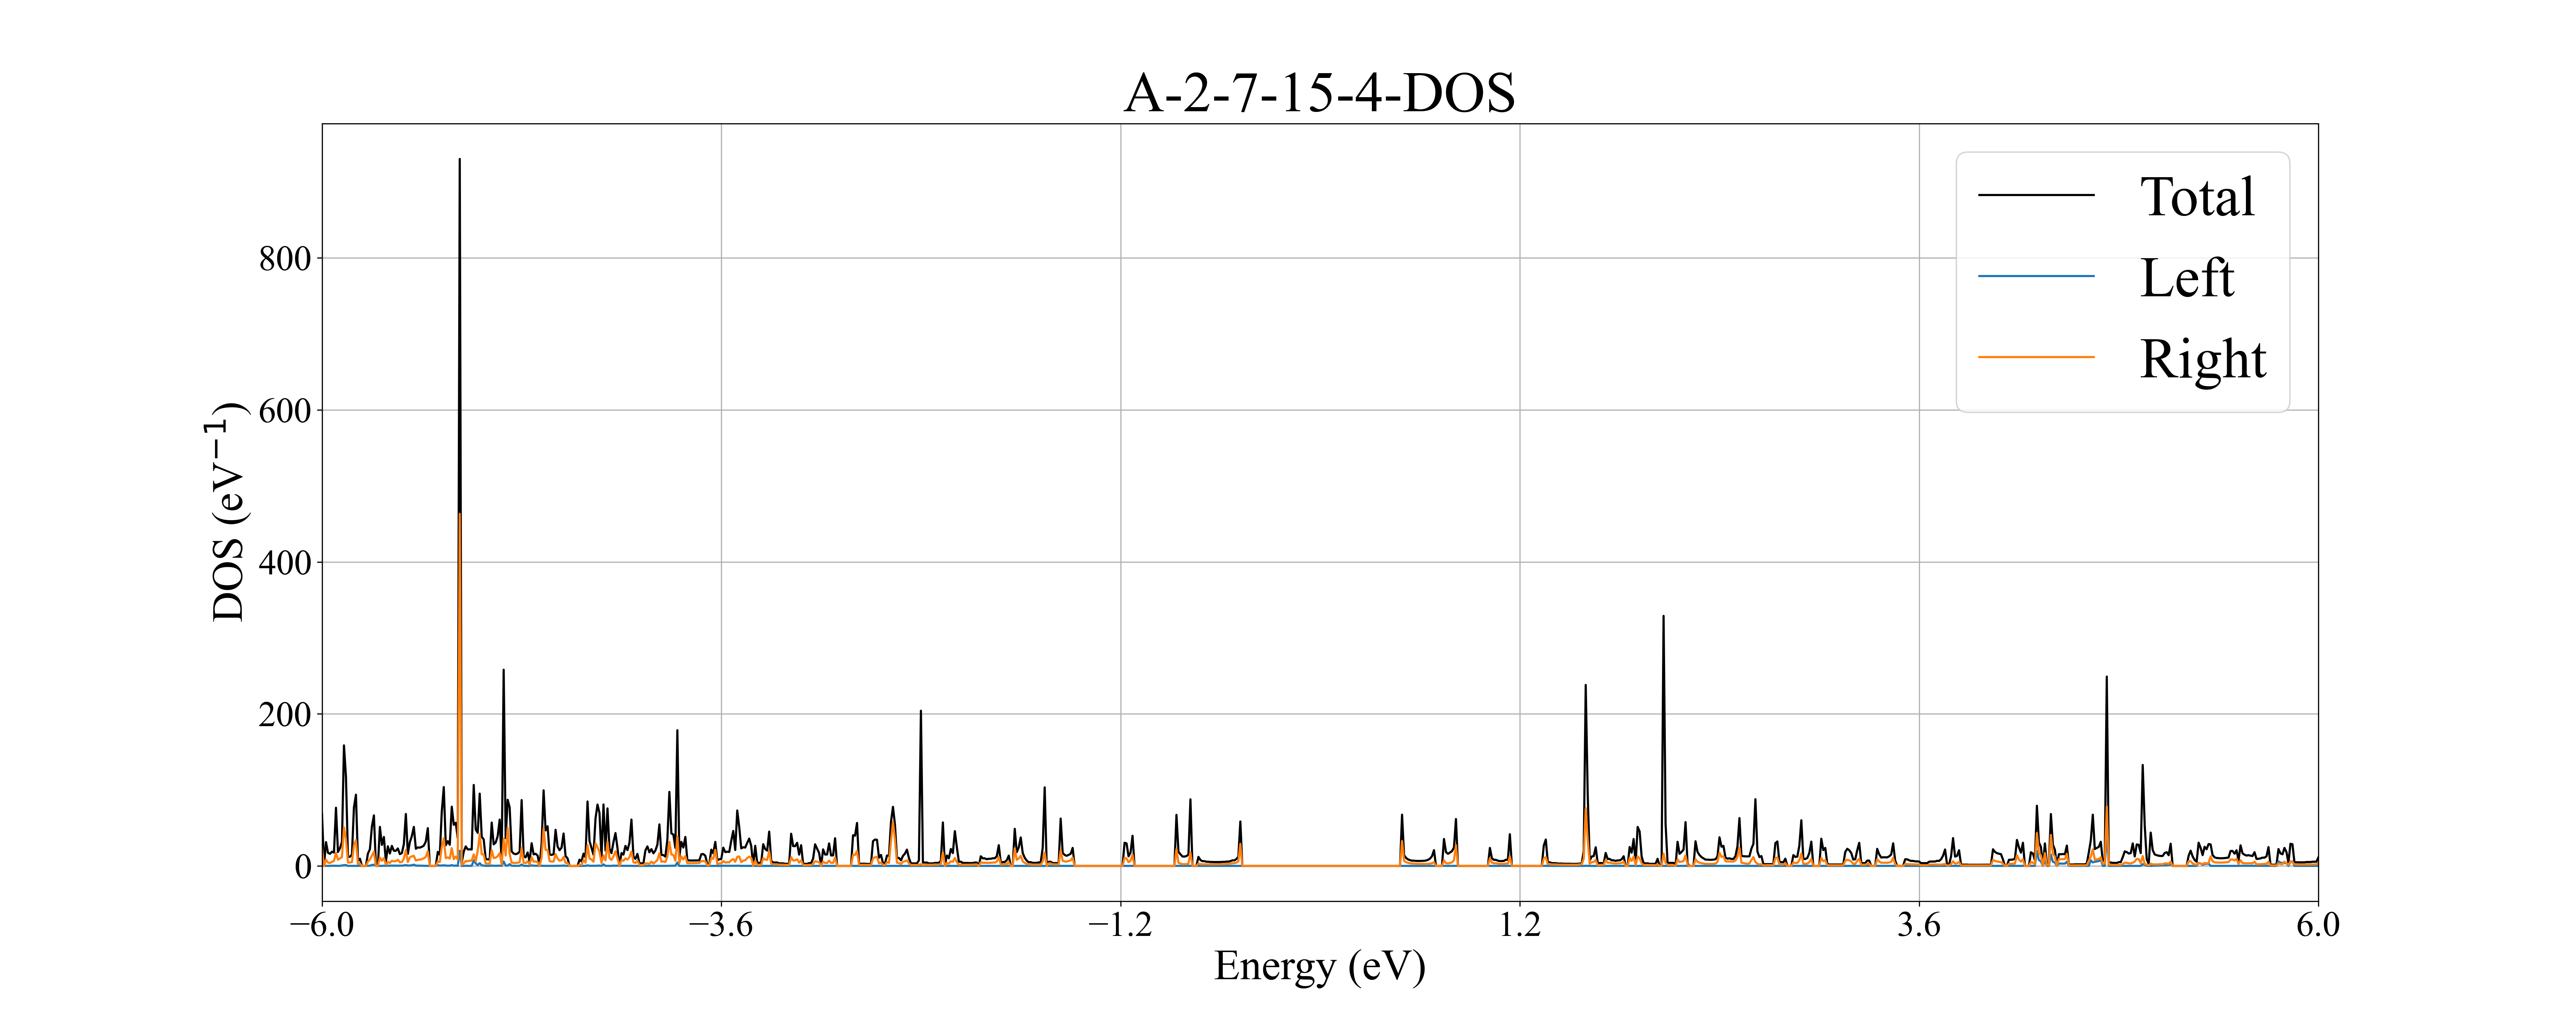 A-2-7-15-4-DOS
Total
Left
Right
800
600
400
200
0
DOS (eV⁻¹)
−6.0
−3.6
−1.2
1.2
3.6
6.0
Energy (eV)